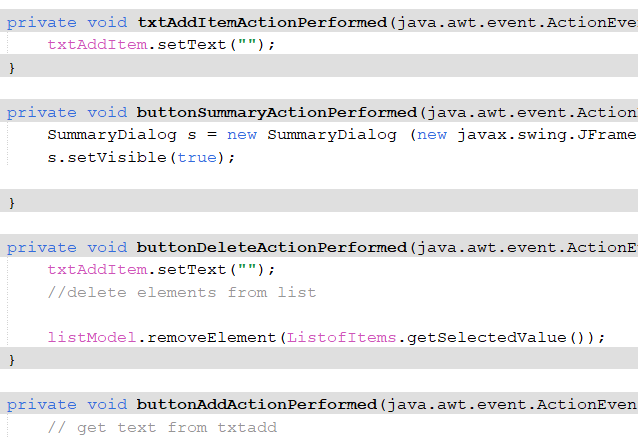 private void txtAddItemActionPerformed(java.awt.event.ActionEve
txtAddItem.setText("");
}
private void buttonSummaryActionPerformed(java.awt.event.Action
SummaryDialog s = new SummaryDialog (new javax.swing.JFrame
s.setVisible(true);
}
private void buttonDeleteActionPerformed(java.awt.event.ActionE
txtAddItem.setText("");
//delete elements from list
listModel.removeElement(ListofItems.getSelectedValue());
}
private void buttonAddActionPerformed(java.awt.event.ActionEven
// get text from txtadd